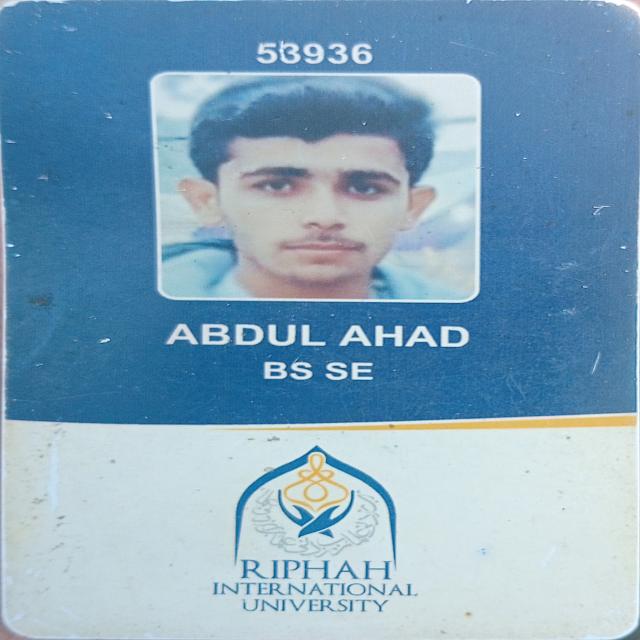 53936
ABDUL AHAD
BS SE
RIPHAH
INTERNATIONAL
UNIVERSITY